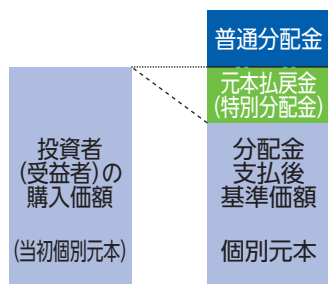 普通分配金
元本払戻金
(特別分配金)
投資者
(受益者)の
購入価額
(当初個別元本)
分配金
支払後
基準価額
個別元本